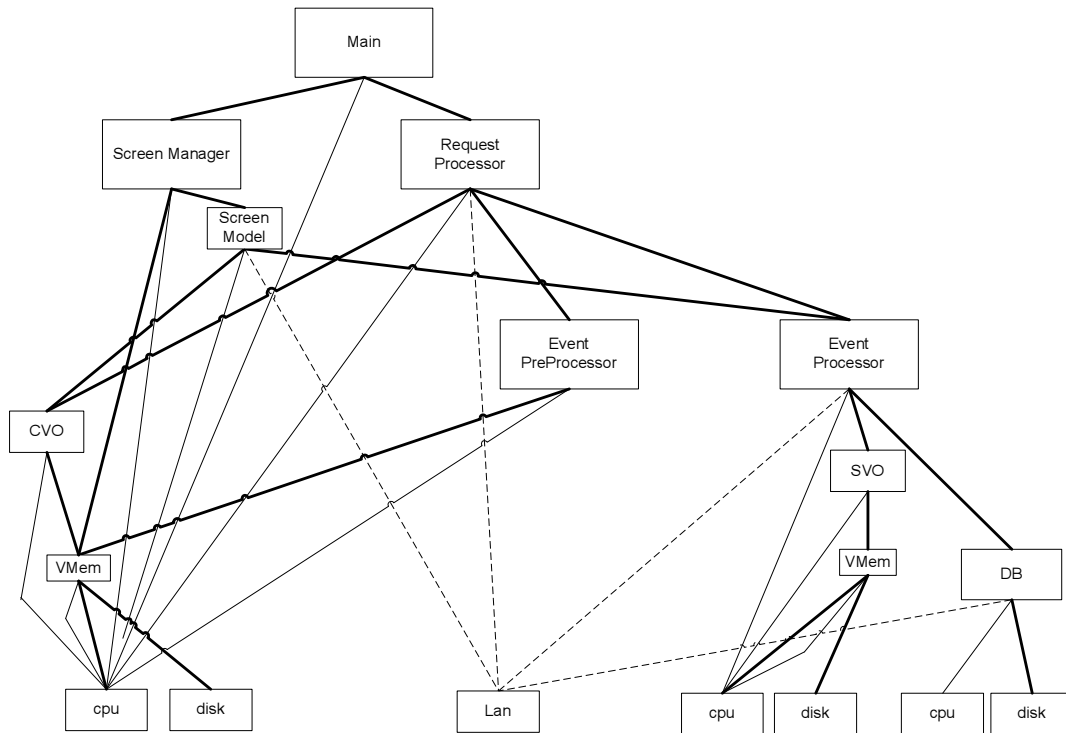 Main
Screen Manager
Request
Processor
Screen
Model
Event
PreProcessor
Event
Processor
CVO
SVO
VMem
VMem
DB
cpu
disk
Lan
cpu
disk
cpu
disk